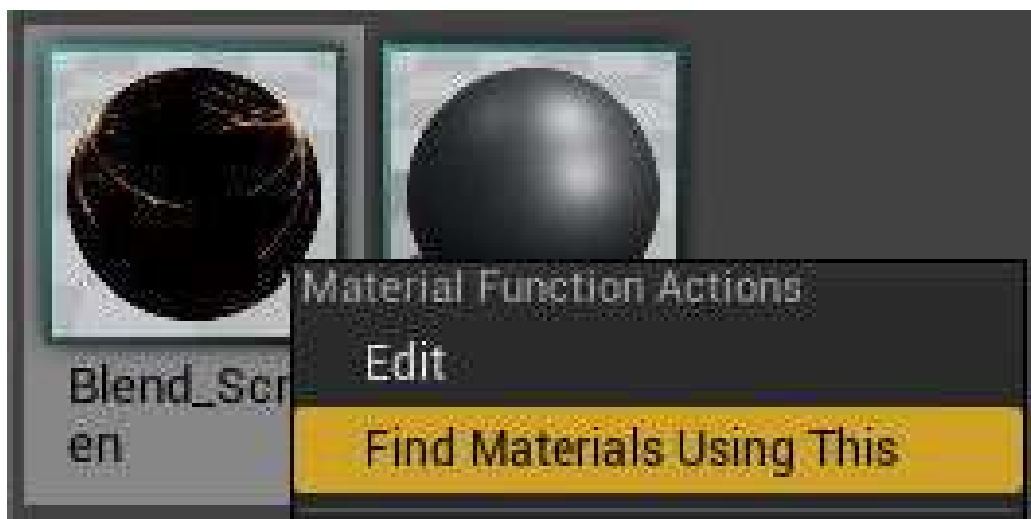 Material Function Actions
Edit
Blend_Scr
en
Find Materials Using This